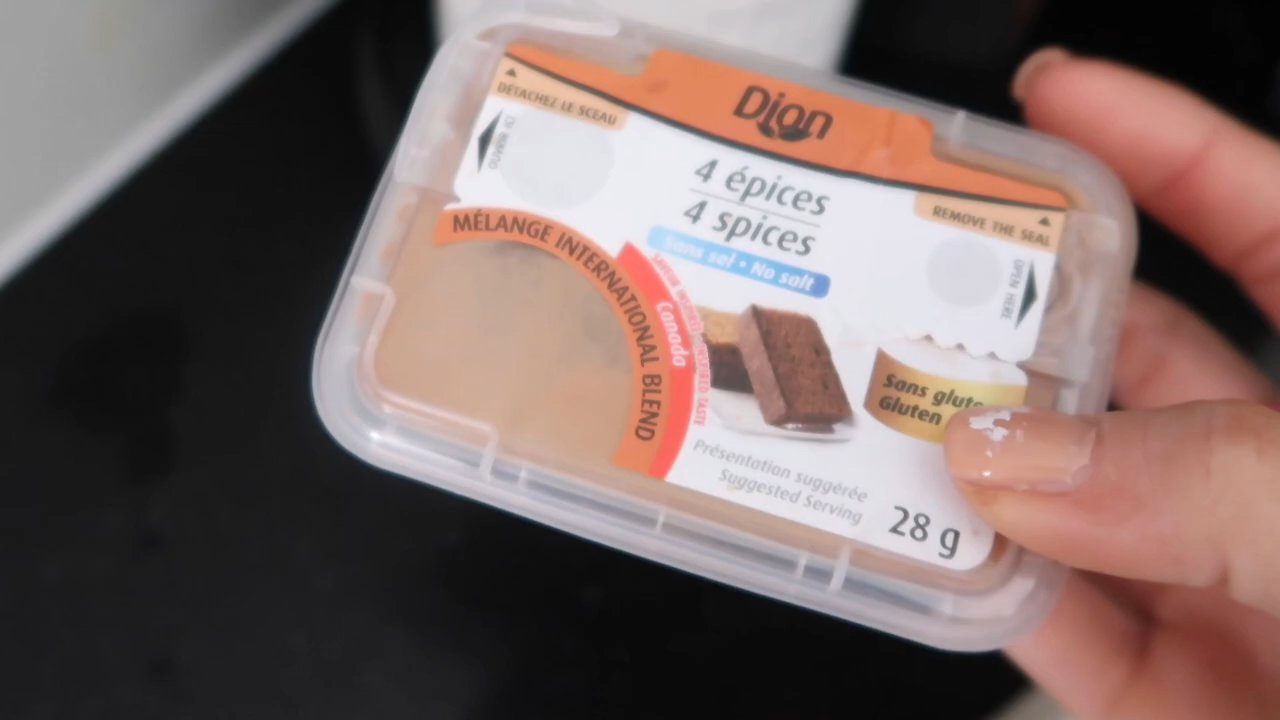 Dion
DÉTACHEZ LE SCEAU
REMOVE THE SEAL
OPEN HERE
4 épices
4 spices
Sans sel • No salt
MÉLANGE INTERNATIONAL BLEND
Canada
Sans
Gluten
Présentation suggérée
Suggested Serving
28 g